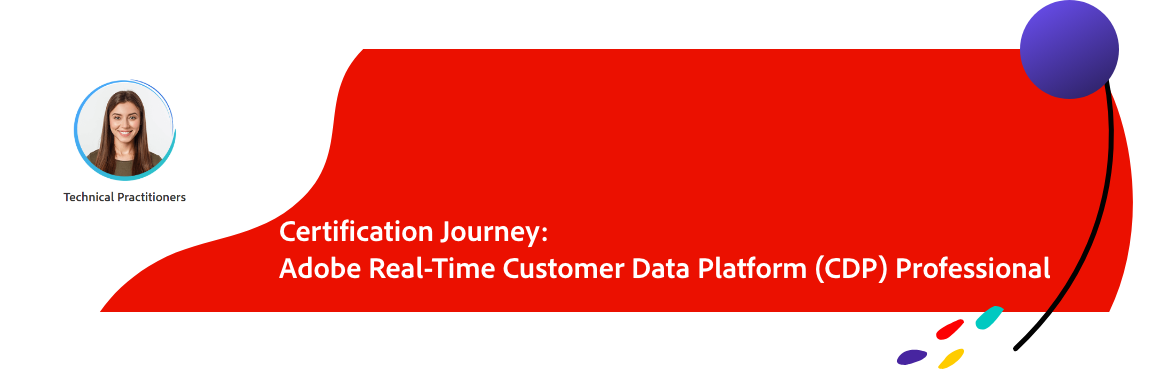 Technical Practitioners
Certification Journey:
Adobe Real-Time Customer Data Platform (CDP) Professional